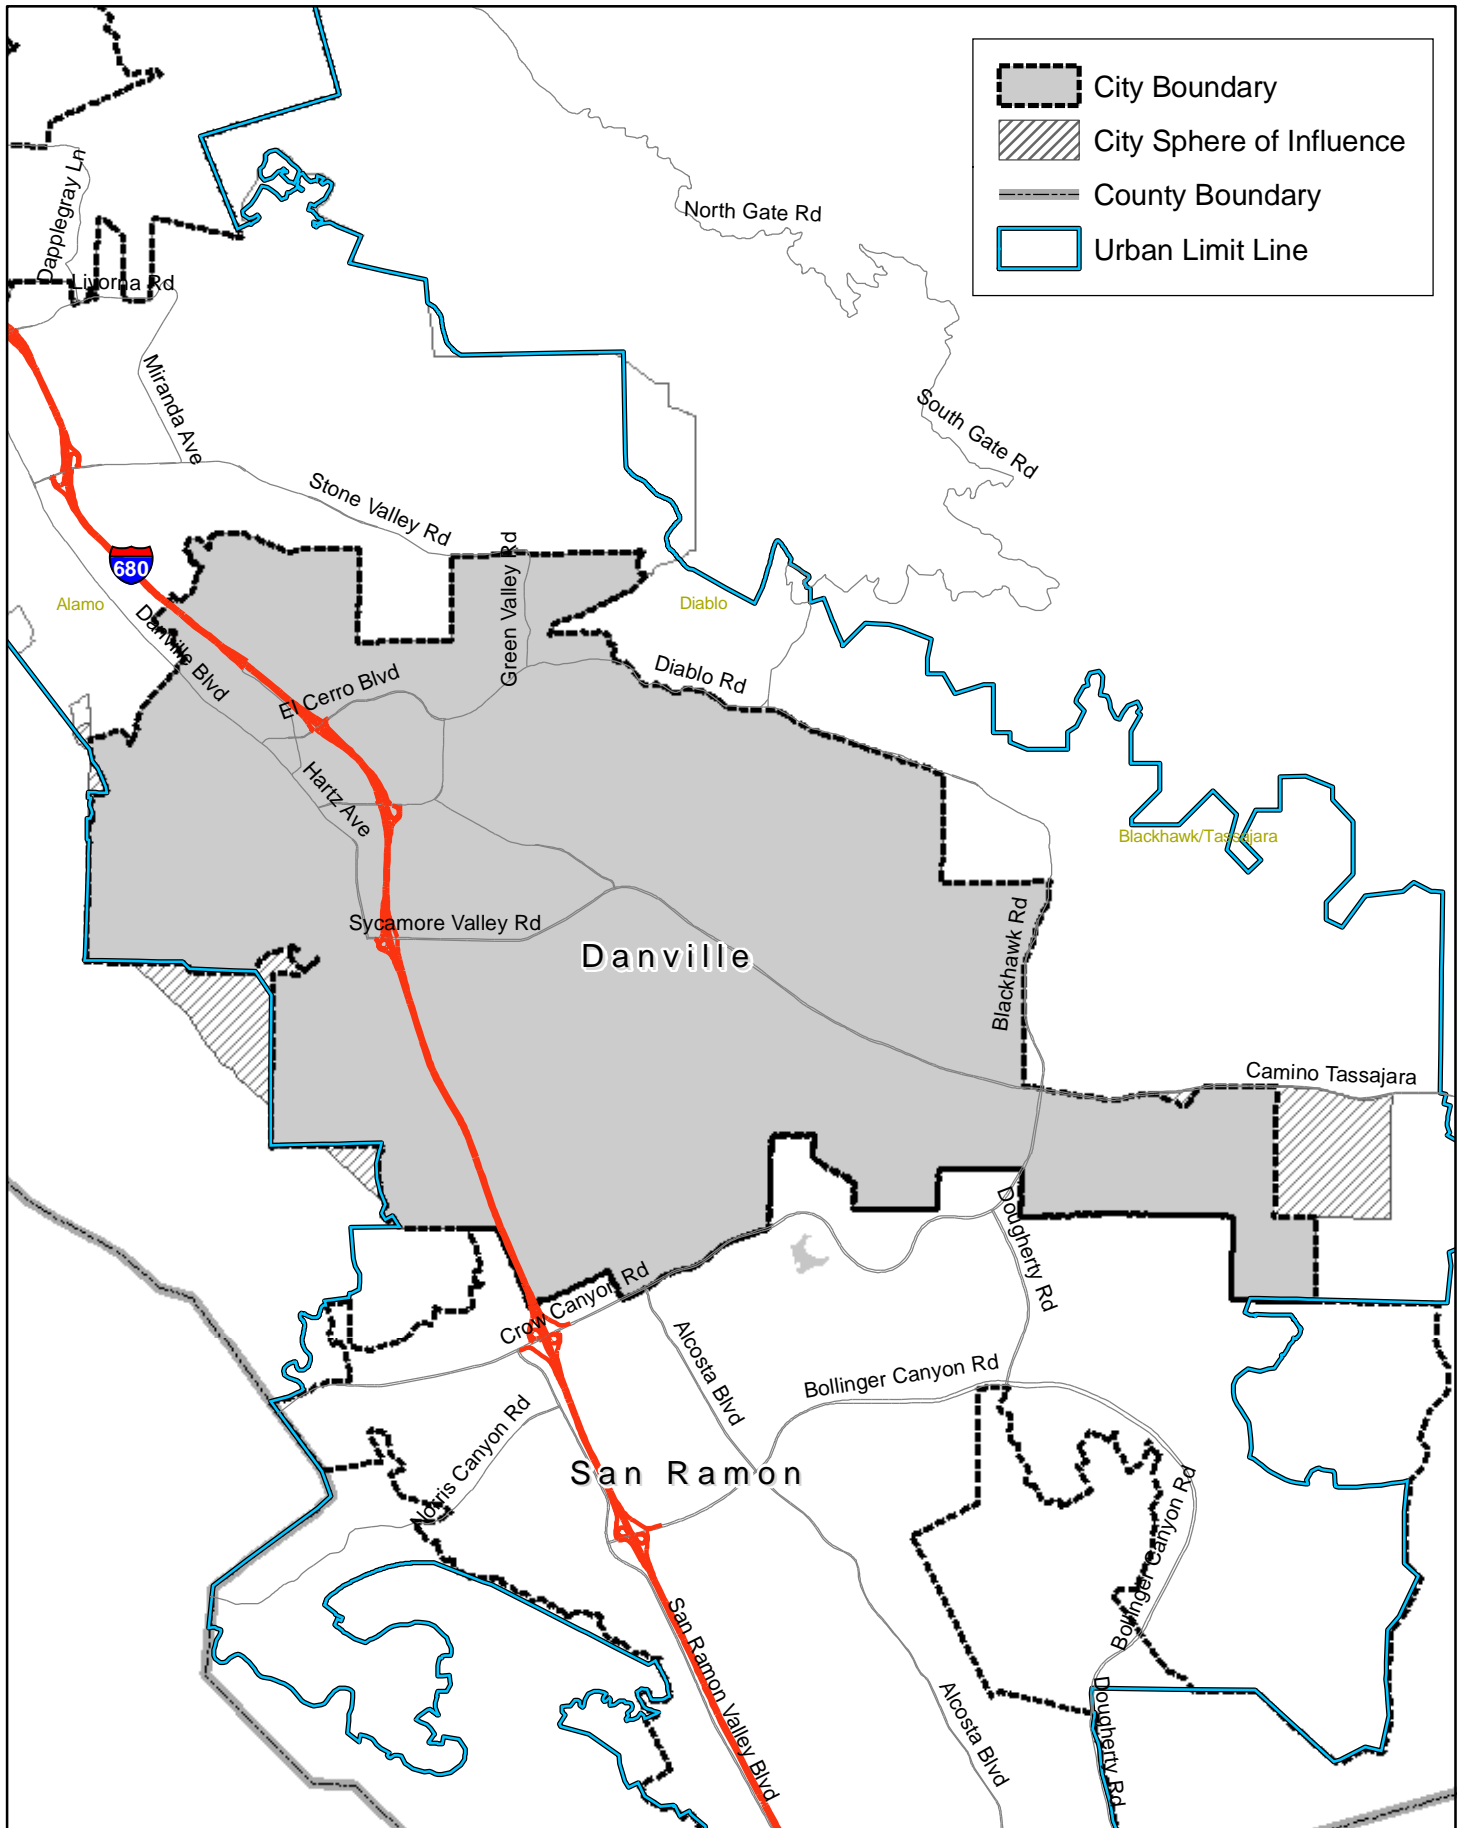 City Boundary
City Sphere of Influence
County Boundary
Urban Limit Line
Dapplegray Ln
North Gate Rd
Livorna Rd
Miranda Ave
South Gate Rd
Stone Valley Rd
Green Valley Rd
680
Alamo
Diablo
Danville Blvd
El Cerro Blvd
Diablo Rd
Hartz Ave
Blackhawk/Tassajara
Sycamore Valley Rd
Danville
Blackhawk Rd
Camino Tassajara
Dougherty Rd
Crow Canyon Rd
Alcosta Blvd
Bollinger Canyon Rd
Norris Canyon Rd
San Ramon
Bollinger Canyon Rd
San Ramon Valley Blvd
Alcosta Blvd
Dougherty Rd